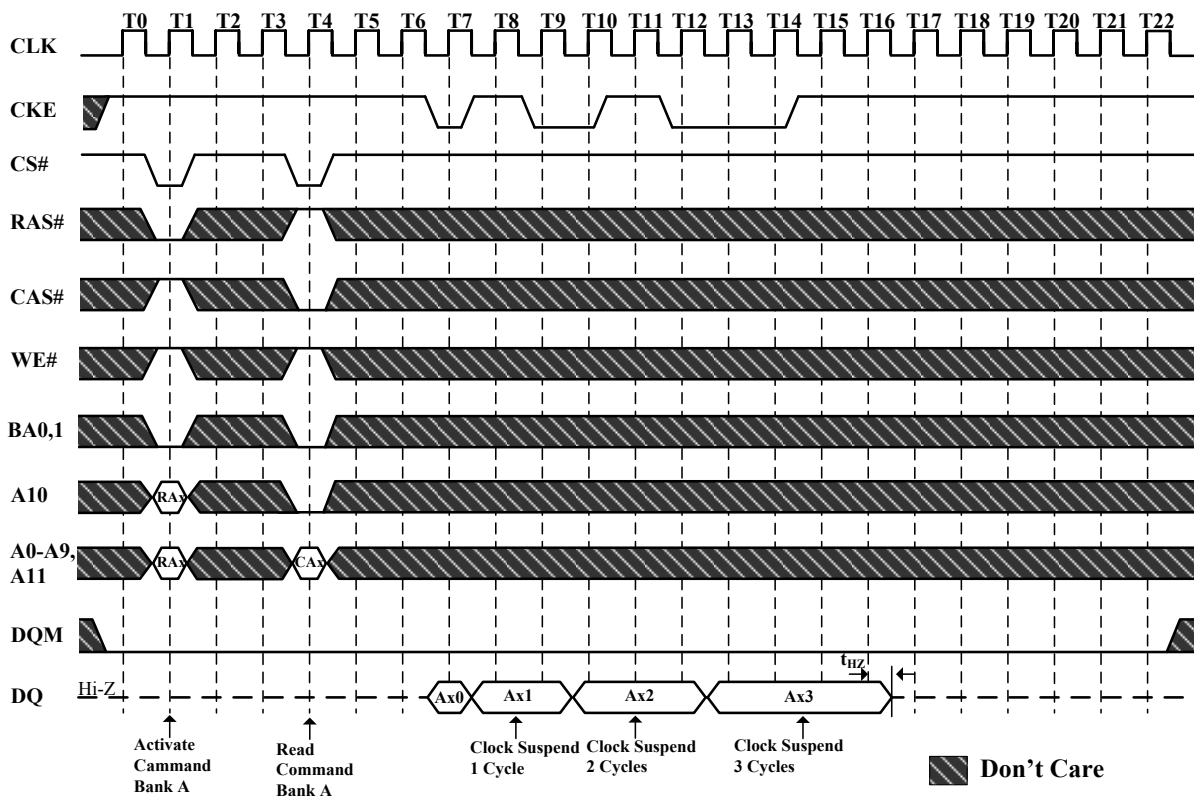 T0 T1 T2 T3 T4 T5 T6 T7 T8 T9 T10 T11 T12 T13 T14 T15 T16 T17 T18 T19 T20 T21 T22
CLK
CKE
CS#
RAS#
CAS#
WE#
BA0,1
A10 RAx
A0-A9,
A11 RAx CAx
DQM
tHZ
DQ Hi-Z Ax0 Ax1 Ax2 Ax3
Activate
Cammand
Bank A
Read
Command
Bank A
Clock Suspend
1 Cycle
Clock Suspend
2 Cycles
Clock Suspend
3 Cycles
Don't Care